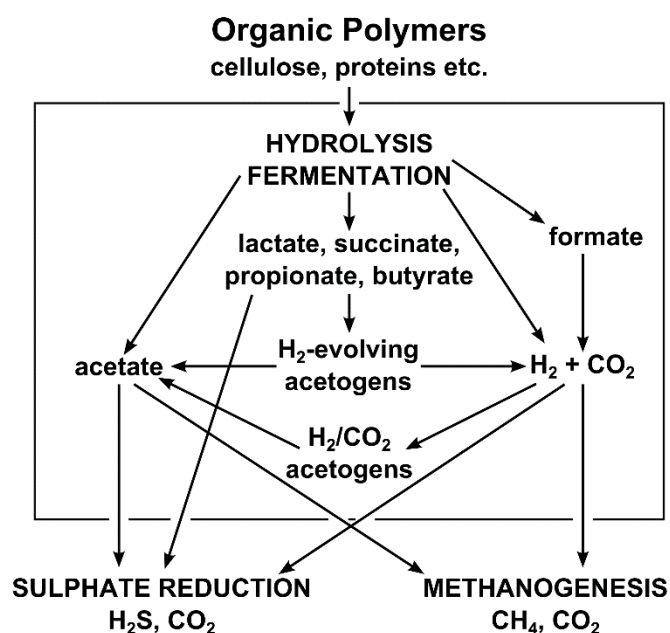 Organic Polymers
cellulose, proteins etc.
HYDROLYSIS
FERMENTATION
lactate, succinate,
propionate, butyrate
formate
acetate
H₂-evolving
acetogens
H₂ + CO₂
H₂/CO₂
acetogens
SULPHATE REDUCTION
H₂S, CO₂
METHANOGENESIS
CH₄, CO₂